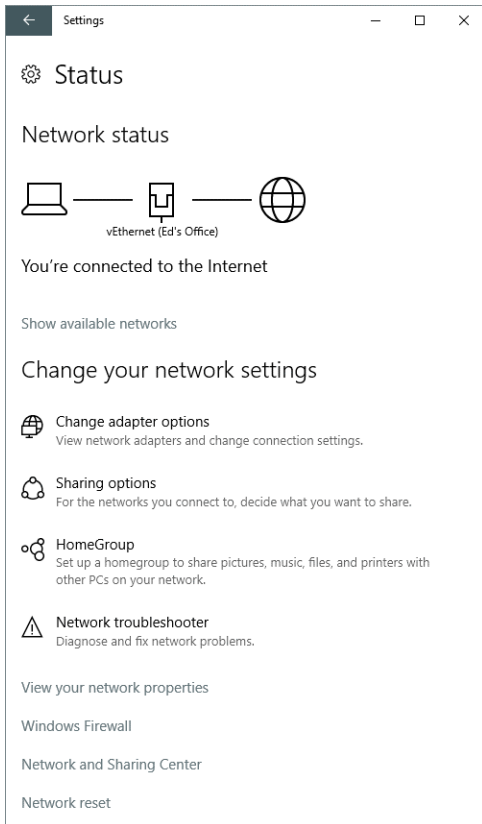 Settings
Status
Network status
vEthernet (Ed's Office)
You're connected to the Internet
Show available networks
Change your network settings
Change adapter options
View network adapters and change connection settings.
Sharing options
For the networks you connect to, decide what you want to share.
HomeGroup
Set up a homegroup to share pictures, music, files, and printers with
other PCs on your network.
Network troubleshooter
Diagnose and fix network problems.
View your network properties
Windows Firewall
Network and Sharing Center
Network reset